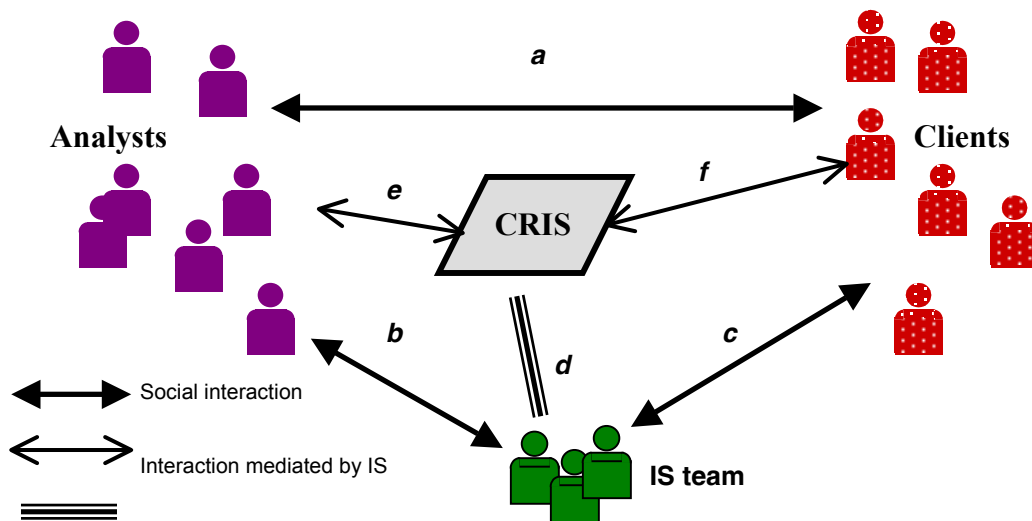 a
Analysts
Clients
e
f
CRIS
b
c
d
Social interaction
Interaction mediated by IS
IS team